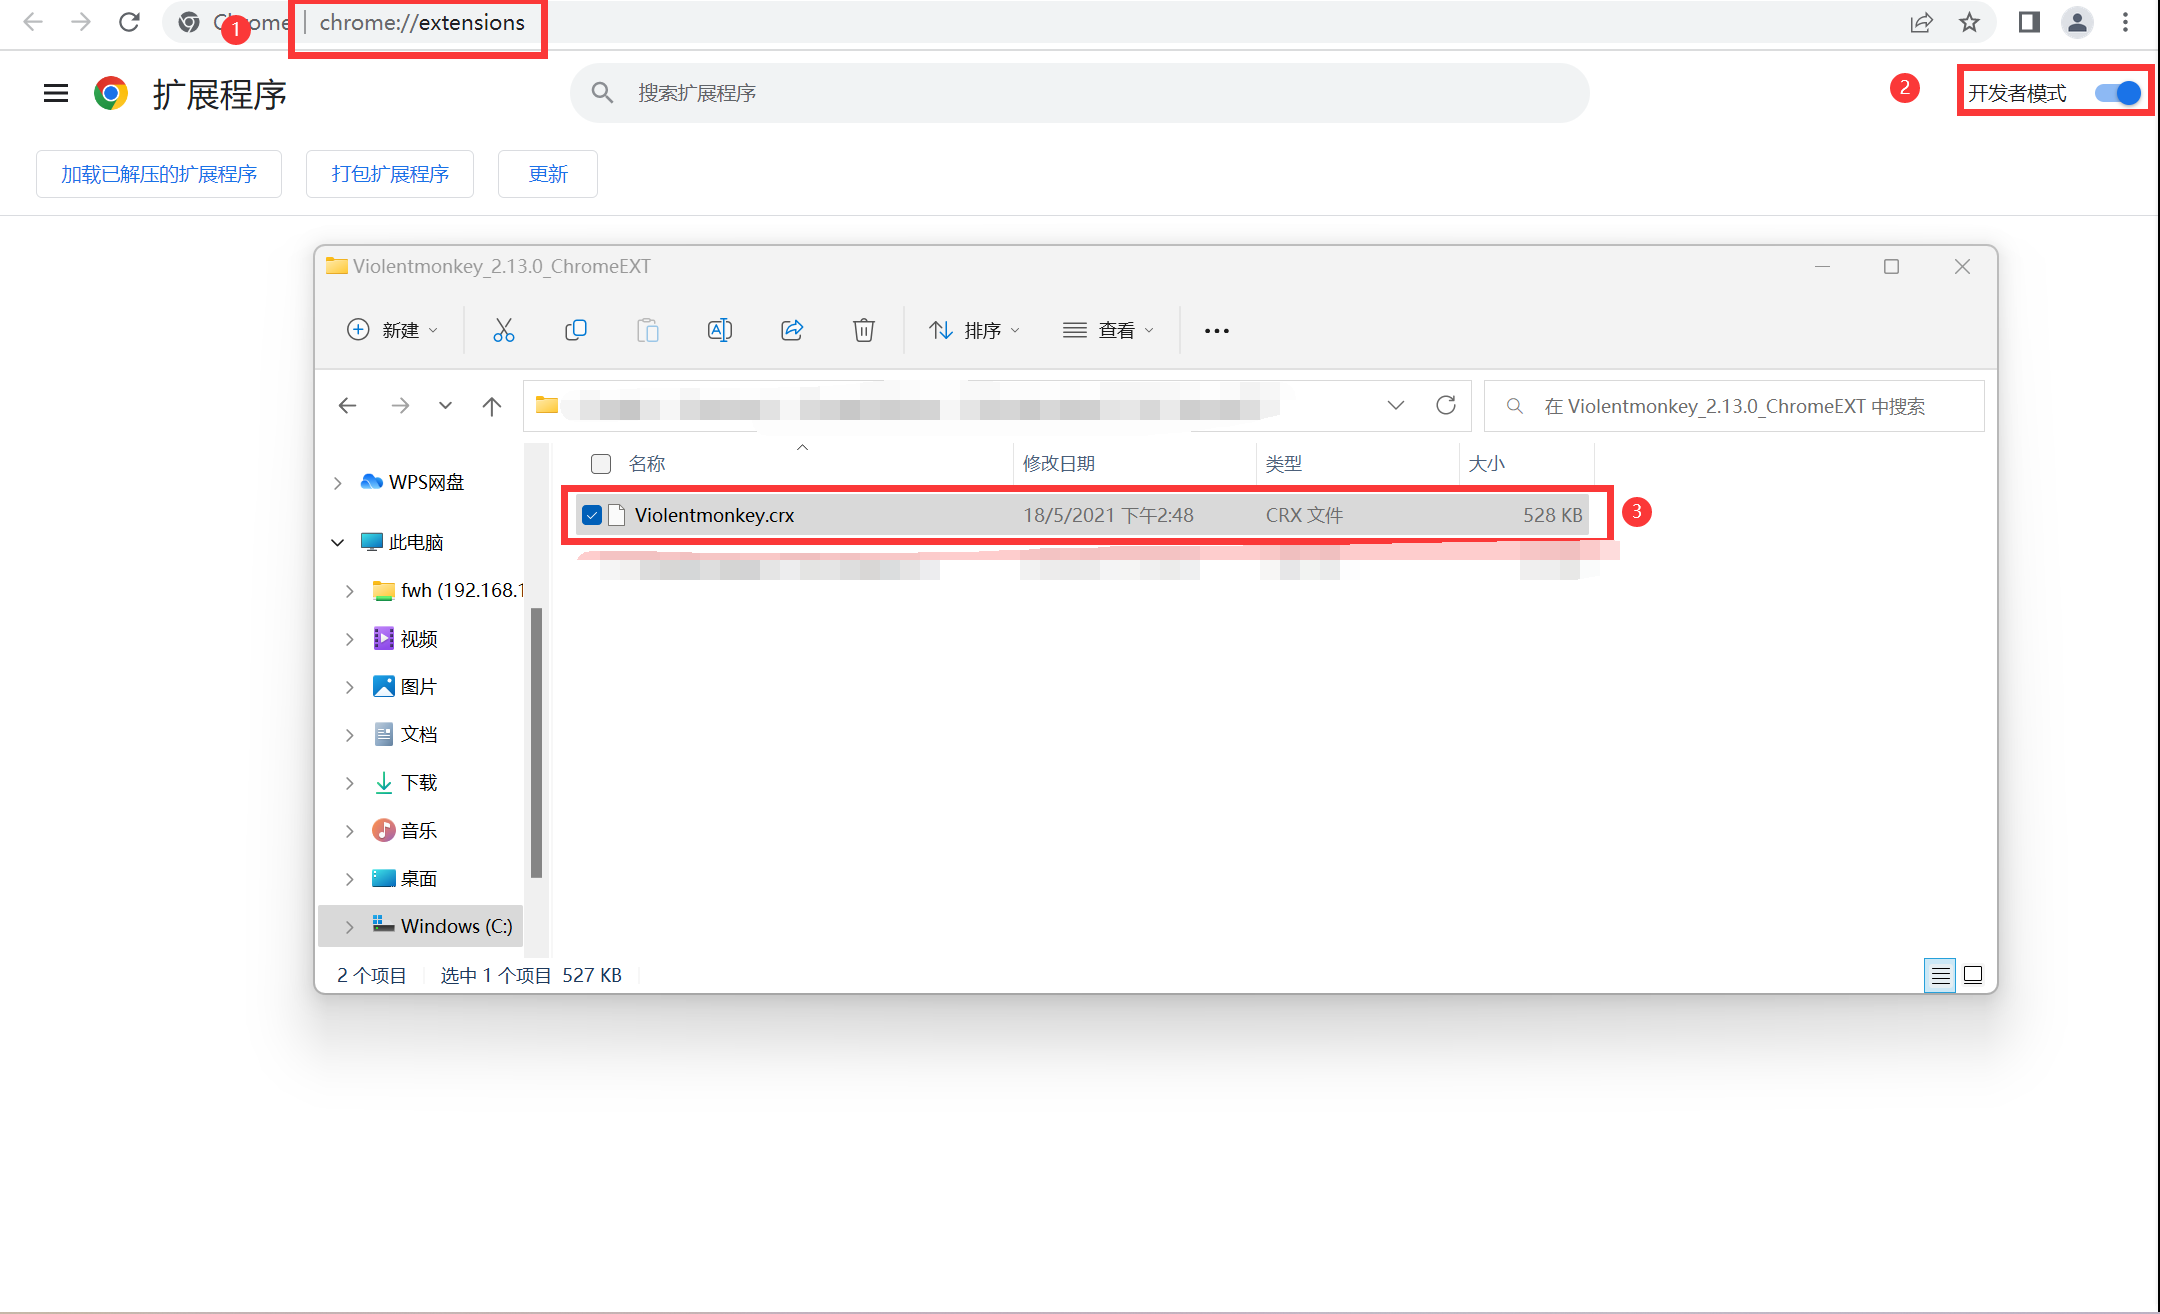 Chrome | chrome://extensions
1
扩展程序
搜索扩展程序
2
开发者模式
加载已解压的扩展程序
打包扩展程序
更新
Violentmonkey_2.13.0_ChromeEXT
新建
排序
查看
在 Violentmonkey_2.13.0_ChromeEXT 中搜索
名称
修改日期
类型
大小
Violentmonkey.crx
18/5/2021 下午2:48
CRX 文件
528 KB
3
WPS网盘
此电脑
fwh (192.168.1
视频
图片
文档
下载
音乐
桌面
Windows (C:)
2 个项目
选中 1 个项目 527 KB